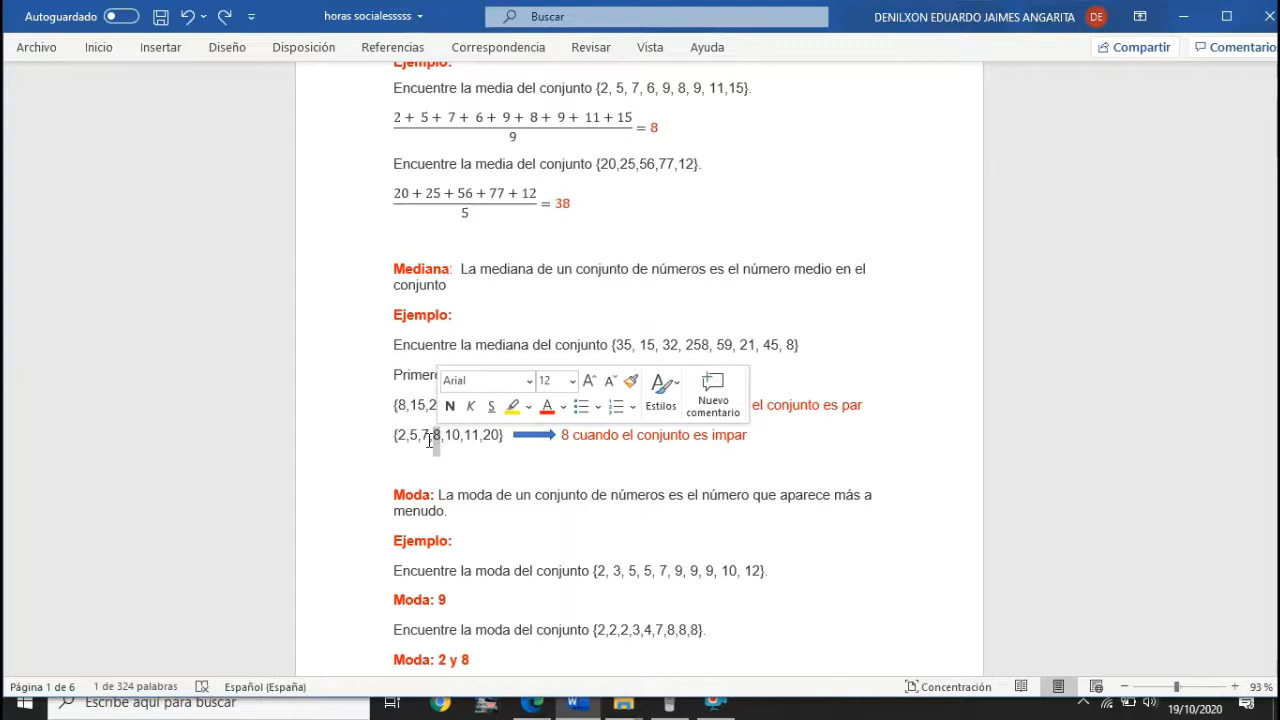 Autoguardado horas socialesssss Buscar DENILXON EDUARDO JAIMES ANGARITA DE
Archivo Inicio Insertar Diseño Disposición Referencias Correspondencia Revisar Vista Ayuda Compartir Comentario
Ejemplo:
Encuentre la media del conjunto {2, 5, 7, 6, 9, 8, 9, 11,15}.
2 + 5 + 7 + 6 + 9 + 8 + 9 + 11 + 15
9
= 8
Encuentre la media del conjunto {20,25,56,77,12}.
20 + 25 + 56 + 77 + 12
5
= 38
Mediana: La mediana de un conjunto de números es el número medio en el
conjunto
Ejemplo:
Encuentre la mediana del conjunto {35, 15, 32, 258, 59, 21, 45, 8}
Primer
Arial 12
N K S A Estilos Nuevo
comentario
{8,15,2 el conjunto es par
{2,5,7,8,10,11,20} 8 cuando el conjunto es impar
Moda: La moda de un conjunto de números es el número que aparece más a
menudo.
Ejemplo:
Encuentre la moda del conjunto {2, 3, 5, 5, 7, 9, 9, 9, 10, 12}.
Moda: 9
Encuentre la moda del conjunto {2,2,2,3,4,7,8,8,8}.
Moda: 2 y 8
Página 1 de 6 1 de 324 palabras Español (España) Concentración 93 %
Escribe aquí para buscar 19/10/2020